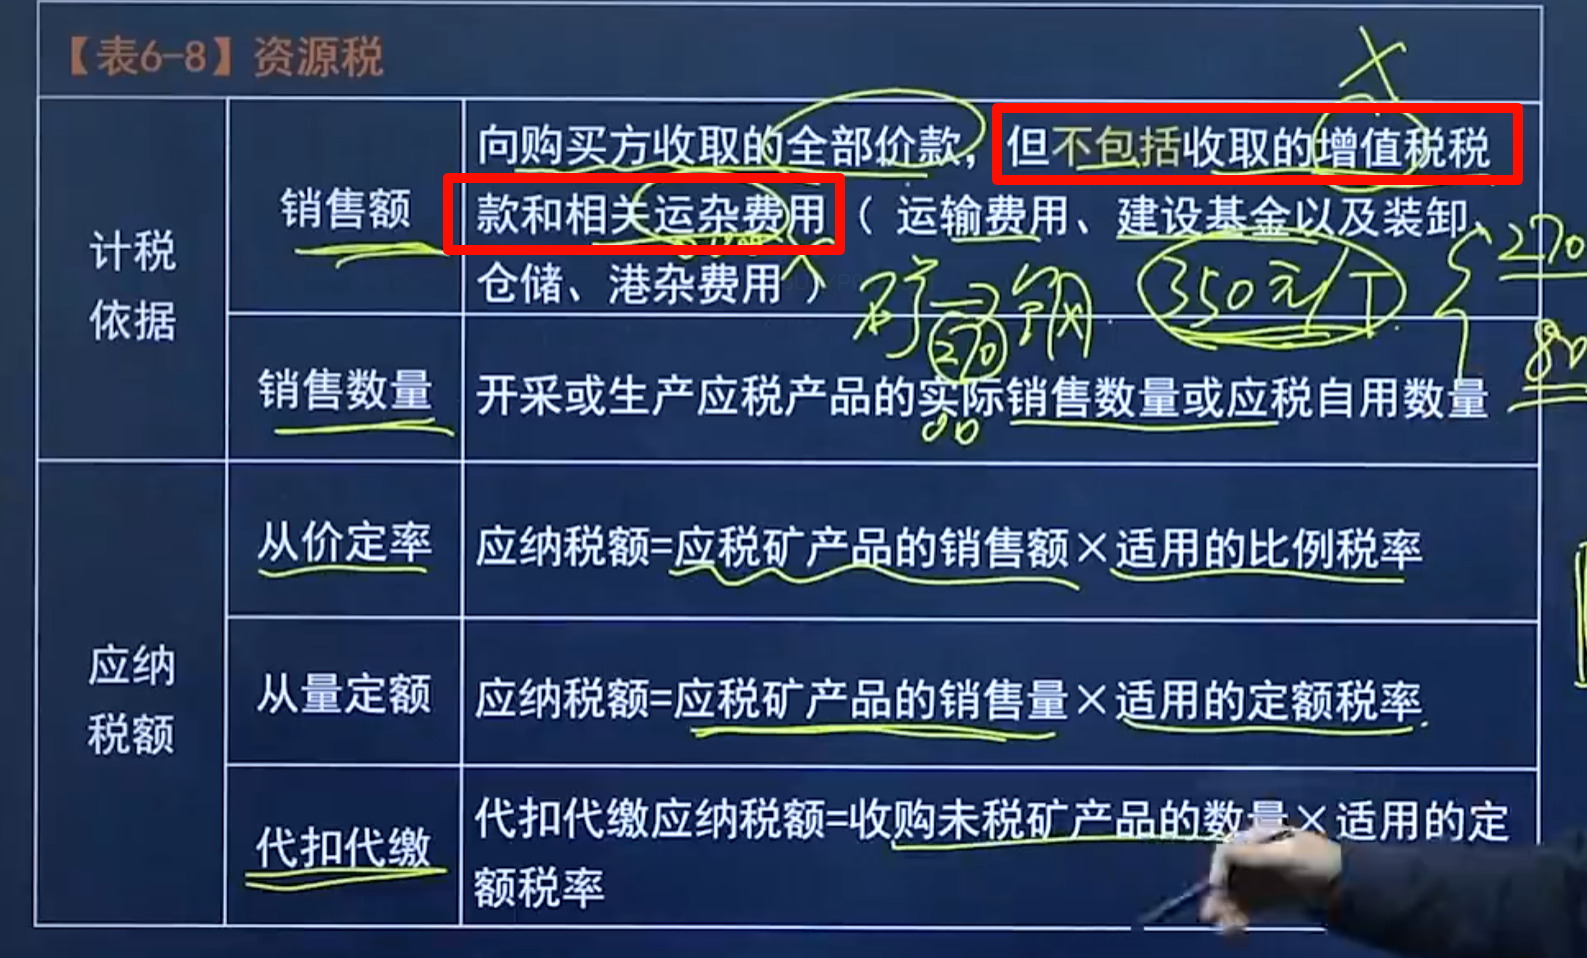 【表6-8】资源税
计税
依据
销售额
向购买方收取的全部价款，但不包括收取的增值税税
款和相关运杂费用（运输费用、建设基金以及装卸、
仓储、港杂费用）
矿→钢
270
350元/T
270
80
销售数量
开采或生产应税产品的实际销售数量或应税自用数量
应纳
税额
从价定率
应纳税额=应税矿产品的销售额×适用的比例税率
从量定额
应纳税额=应税矿产品的销售量×适用的定额税率
代扣代缴
代扣代缴应纳税额=收购未税矿产品的数量×适用的定
额税率